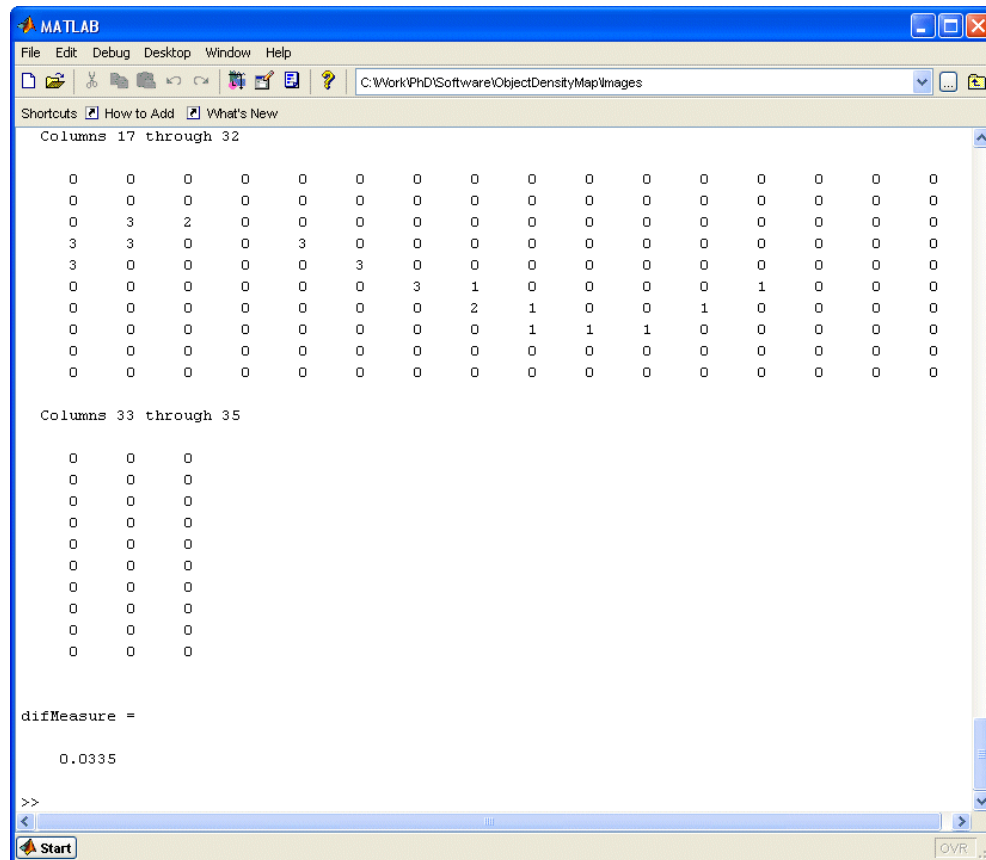 MATLAB
File Edit Debug Desktop Window Help
C:\Work\PhD\Software\ObjectDensityMap\Images
Shortcuts How to Add What's New
Columns 17 through 32
0 0 0 0 0 0 0 0 0 0 0 0 0 0 0 0
0 0 0 0 0 0 0 0 0 0 0 0 0 0 0 0
0 3 2 0 0 0 0 0 0 0 0 0 0 0 0 0
3 3 0 0 3 0 0 0 0 0 0 0 0 0 0 0
3 0 0 0 0 3 0 0 0 0 0 0 0 0 0 0
0 0 0 0 0 0 3 1 0 0 0 0 1 0 0 0
0 0 0 0 0 0 0 2 1 0 0 1 0 0 0 0
0 0 0 0 0 0 0 0 1 1 1 0 0 0 0 0
0 0 0 0 0 0 0 0 0 0 0 0 0 0 0 0
0 0 0 0 0 0 0 0 0 0 0 0 0 0 0 0
Columns 33 through 35
0 0 0
0 0 0
0 0 0
0 0 0
0 0 0
0 0 0
0 0 0
0 0 0
0 0 0
0 0 0
difMeasure =
0.0335
>>
Start OVR